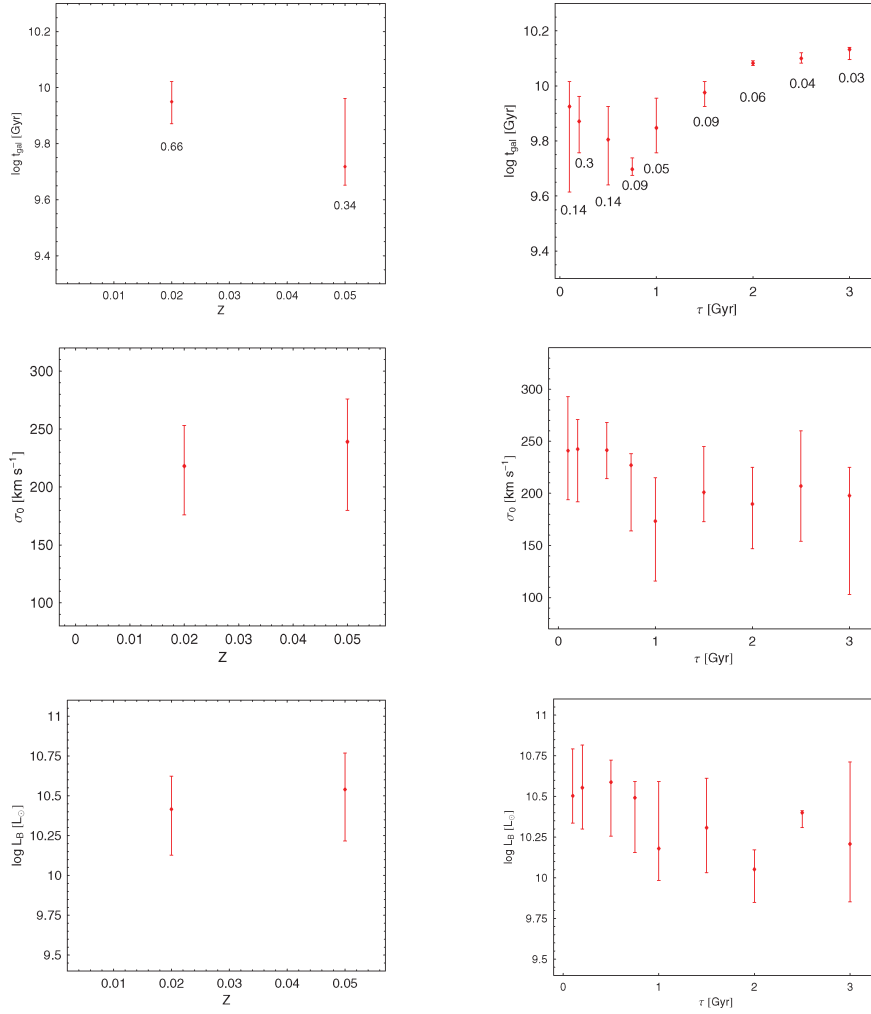 10.2
10
9.8
9.6
9.4
log t_gal [Gyr]
0.66
0.34
0.01 0.02 0.03 0.04 0.05
Z
10.2
10
9.8
9.6
9.4
log t_gal [Gyr]
0.14
0.3
0.14
0.09
0.05
0.09
0.06
0.04
0.03
0 1 2 3
τ [Gyr]
300
250
200
150
100
σ₀ [km s⁻¹]
0 0.01 0.02 0.03 0.04 0.05
Z
300
250
200
150
100
σ₀ [km s⁻¹]
0 1 2 3
τ [Gyr]
11
10.75
10.5
10.25
10
9.75
9.5
log L_B [L_⊙]
0.01 0.02 0.03 0.04 0.05
Z
11
10.75
10.5
10.25
10
9.75
9.5
log L_B [L_⊙]
0 1 2 3
τ [Gyr]